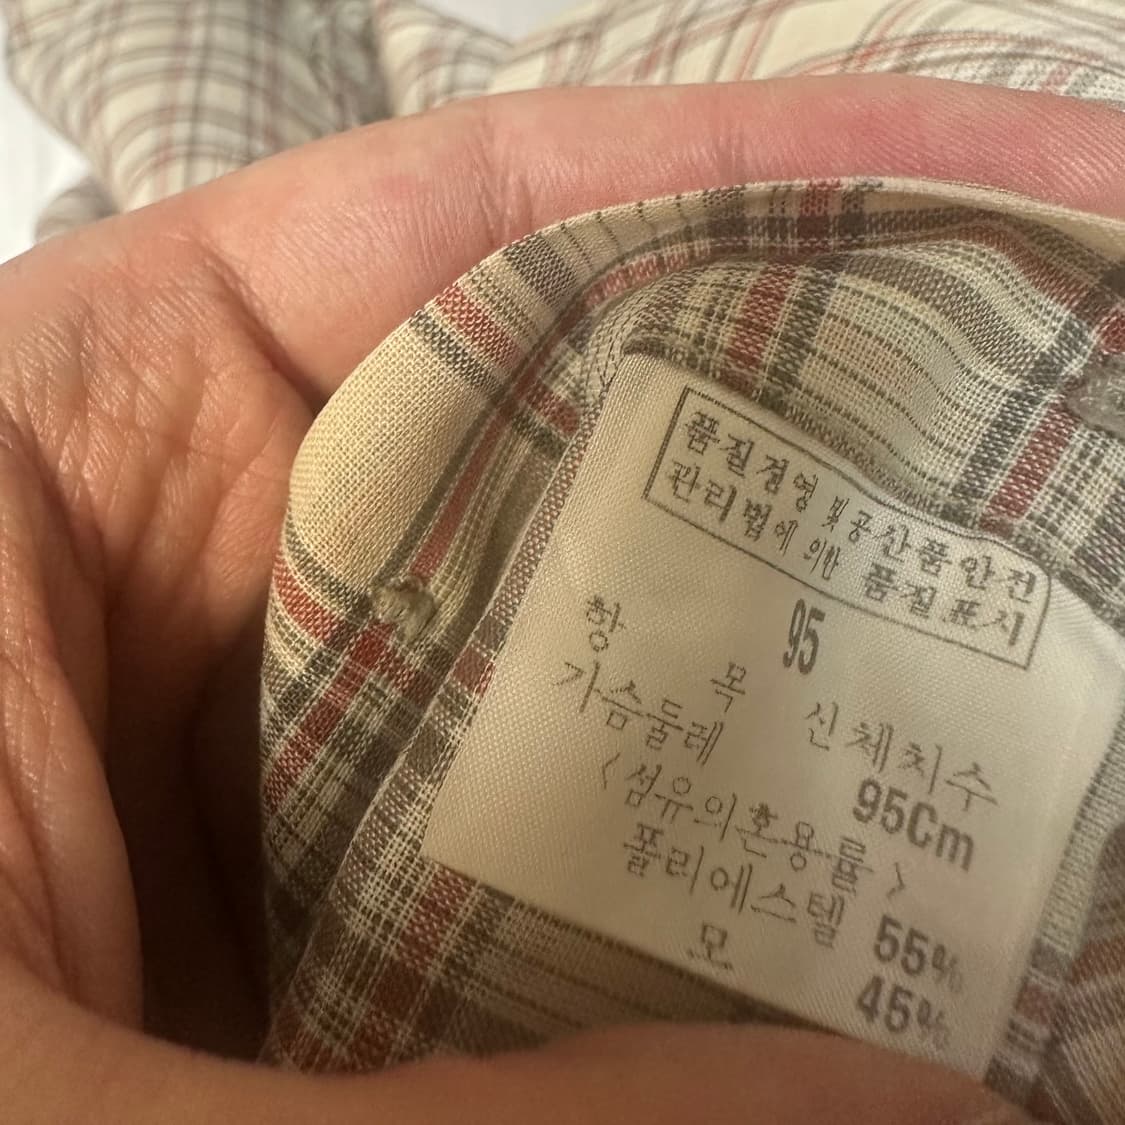 품질경영 및 공산품안전
관리법에 의한 품질표시
95
항 목 신체치수
가슴둘레 95Cm
<섬유의혼용률>
폴리에스텔 55%
모 45%